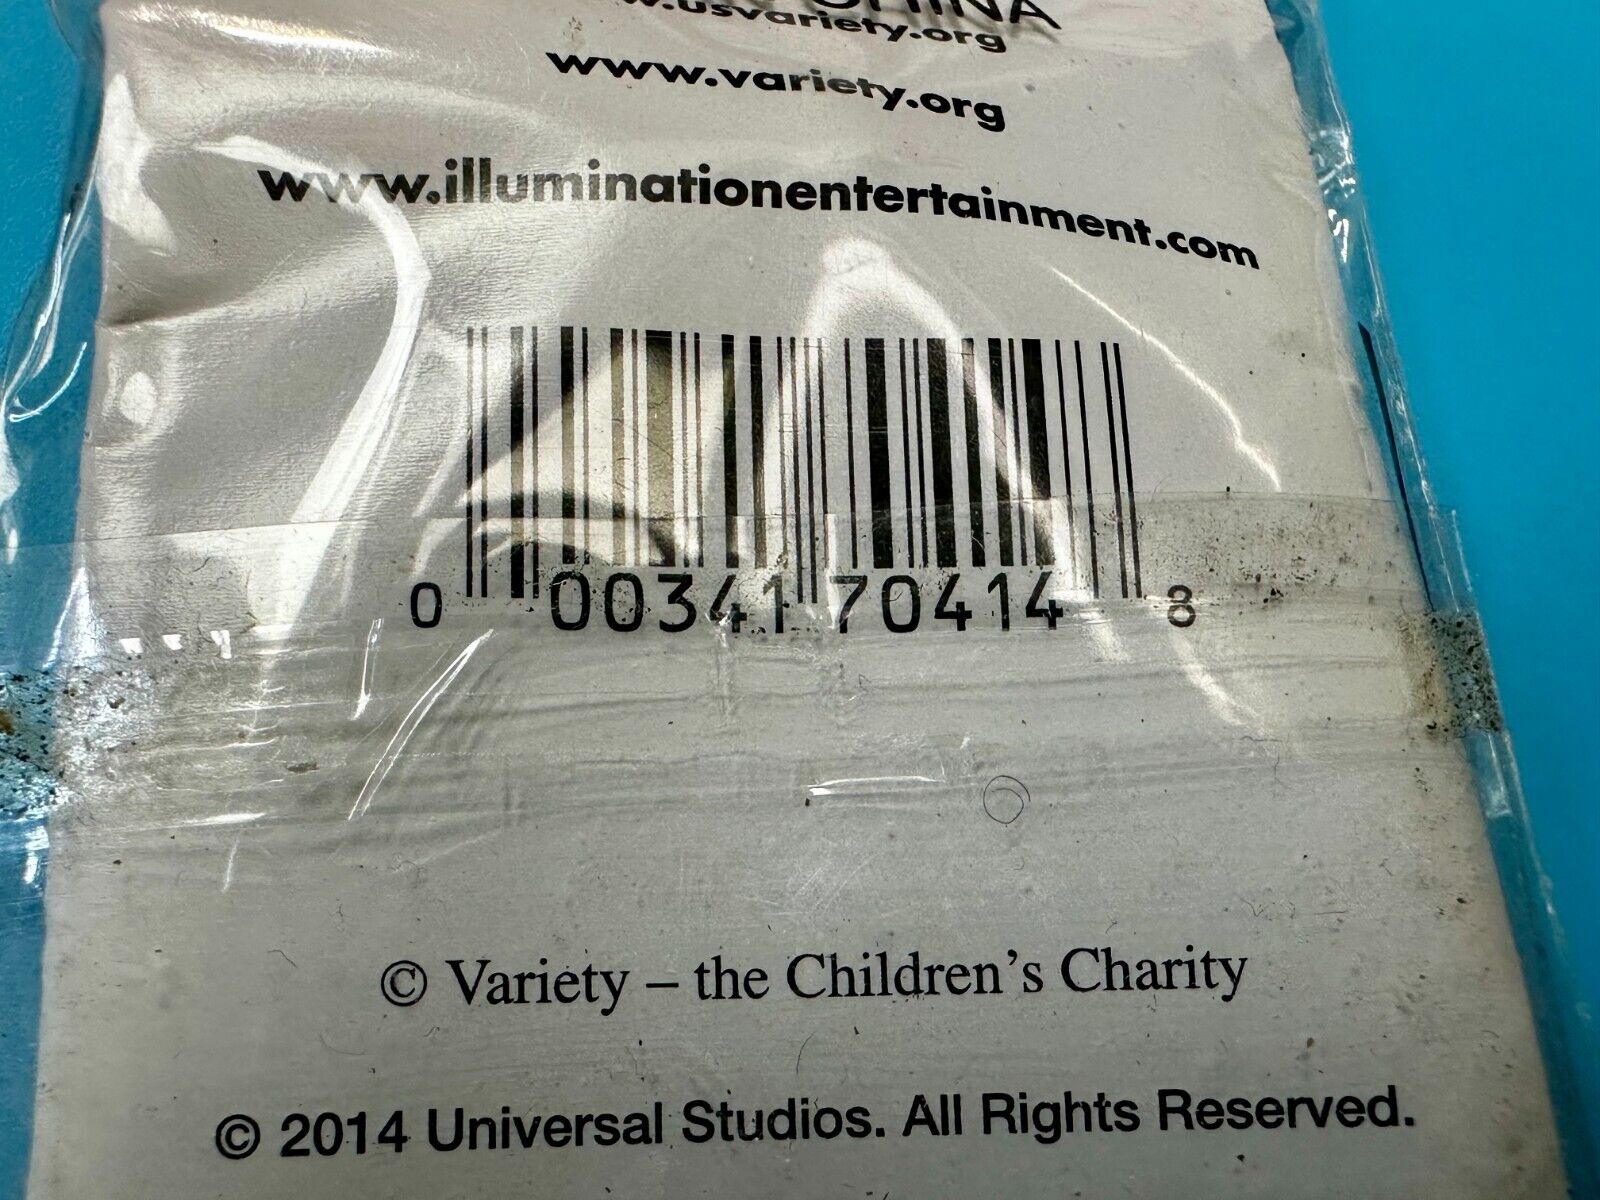 CHINA
www.usvariety.org
www.variety.org
www.illuminationentertainment.com
0 00341 70414 8
© Variety – the Children's Charity
© 2014 Universal Studios. All Rights Reserved.